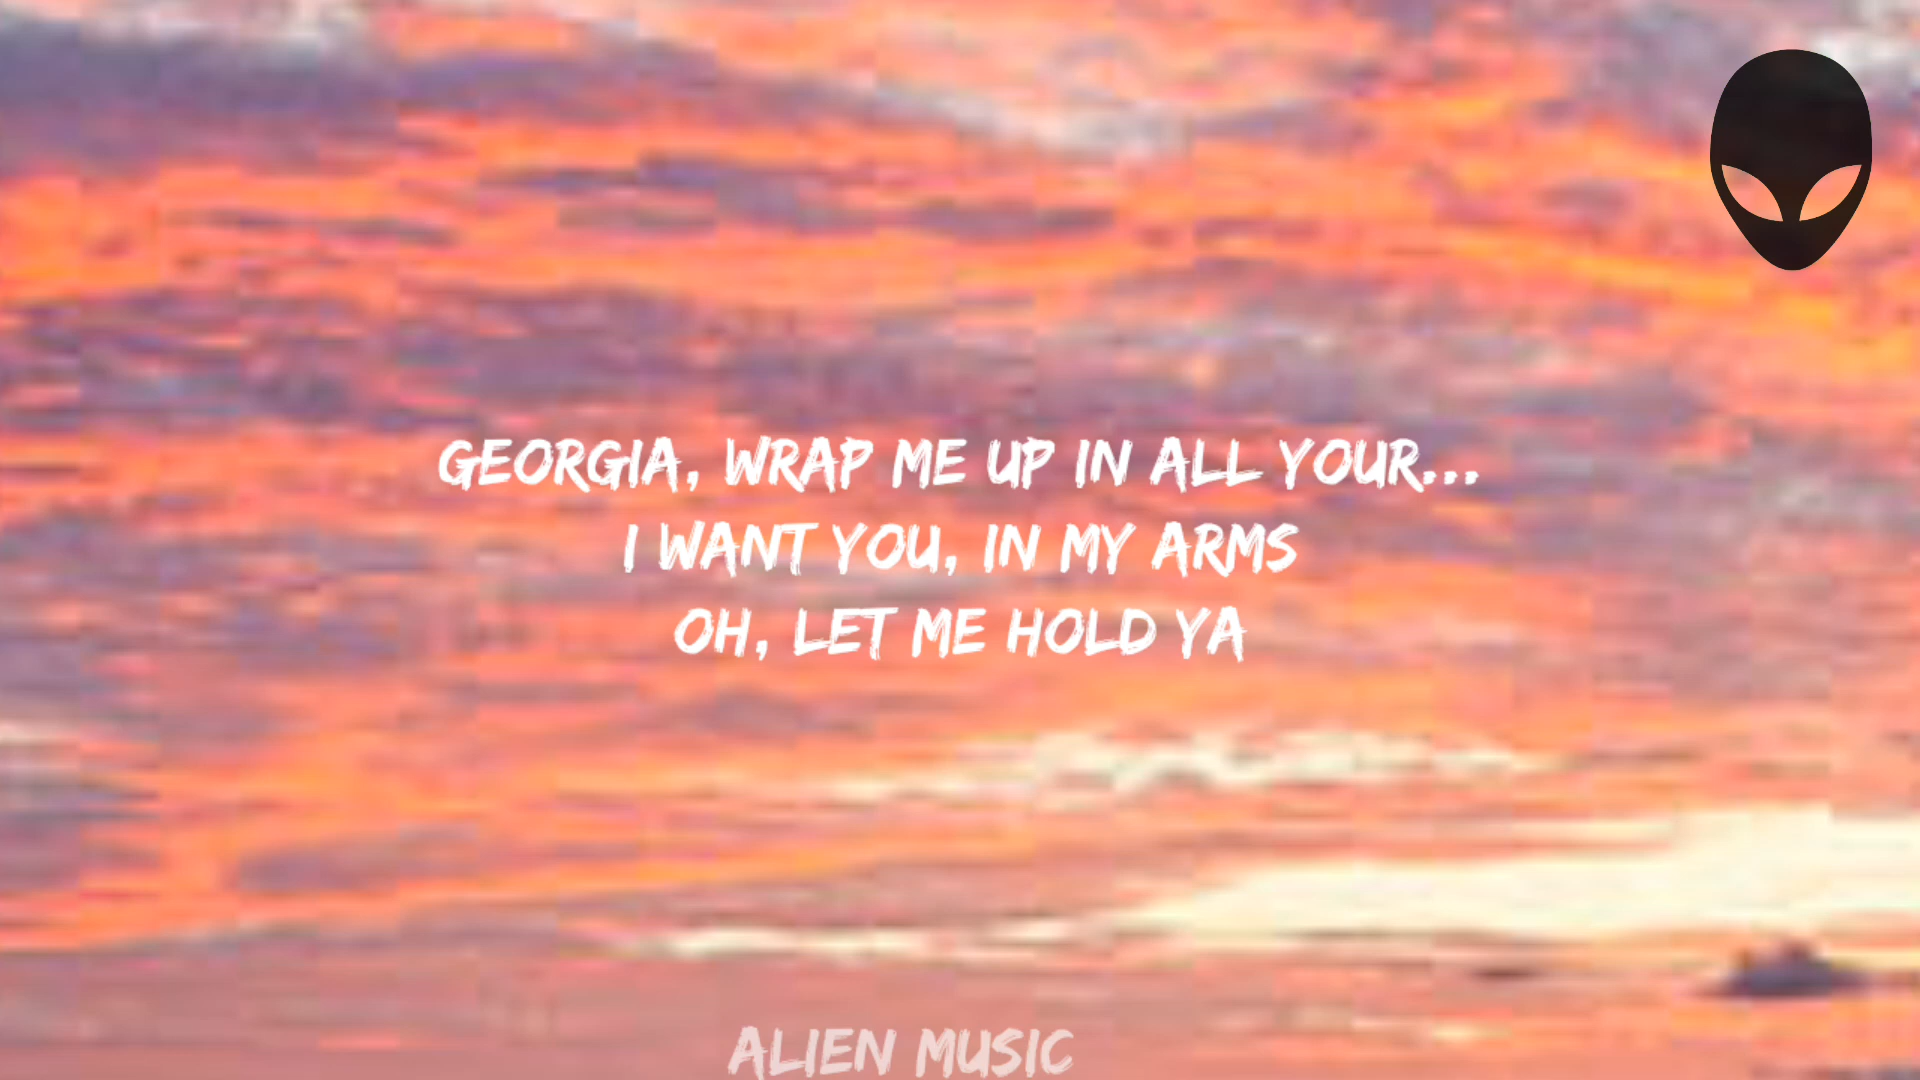 GEORGIA, WRAP ME UP IN ALL YOUR...
I WANT YOU, IN MY ARMS
OH, LET ME HOLD YA
ALIEN MUSIC